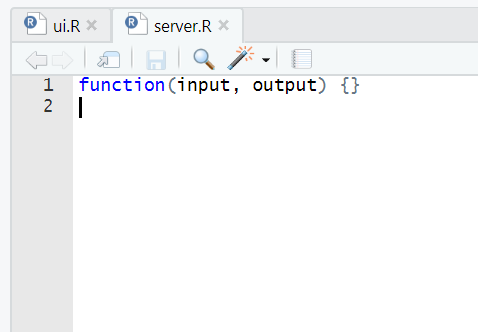 ui.R
server.R
1 function(input, output) {}
2